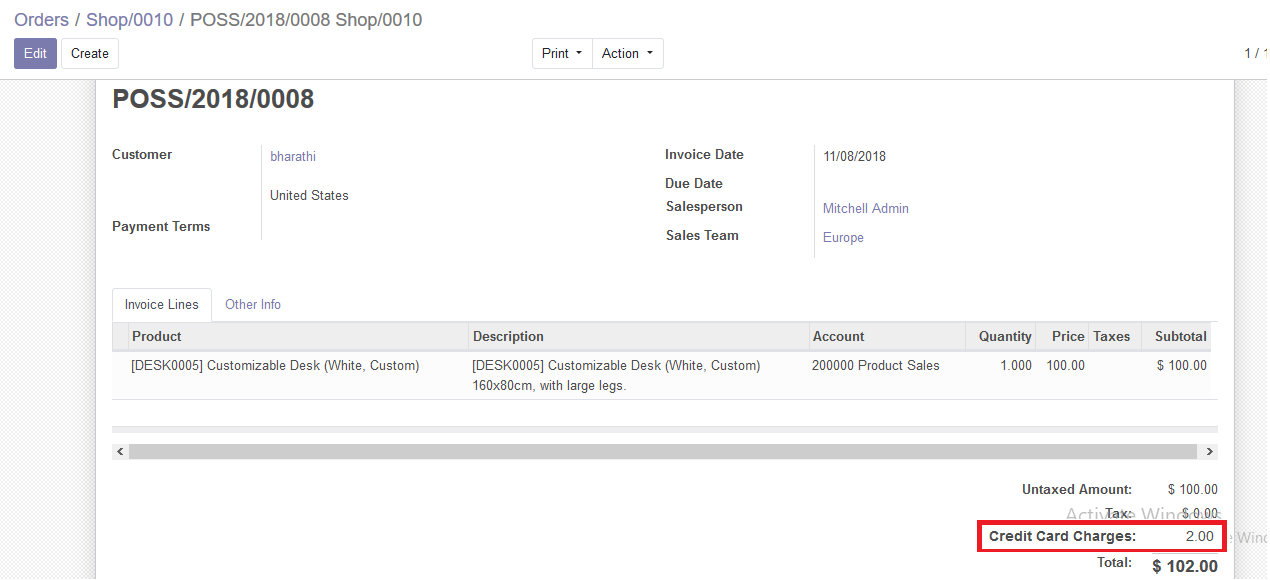 Orders / Shop/0010 / POSS/2018/0008 Shop/0010
Edit Create Print Action 1 / 1
POSS/2018/0008
Customer bharathi Invoice Date 11/08/2018
United States Due Date
Salesperson Mitchell Admin
Payment Terms Sales Team Europe
Invoice Lines Other Info
Product Description Account Quantity Price Taxes Subtotal
[DESK0005] Customizable Desk (White, Custom) [DESK0005] Customizable Desk (White, Custom) 200000 Product Sales 1.000 100.00 $ 100.00
160x80cm, with large legs.
Untaxed Amount: $ 100.00
Tax: $ 0.00
Activate Windows
Credit Card Charges: 2.00
Total: $ 102.00